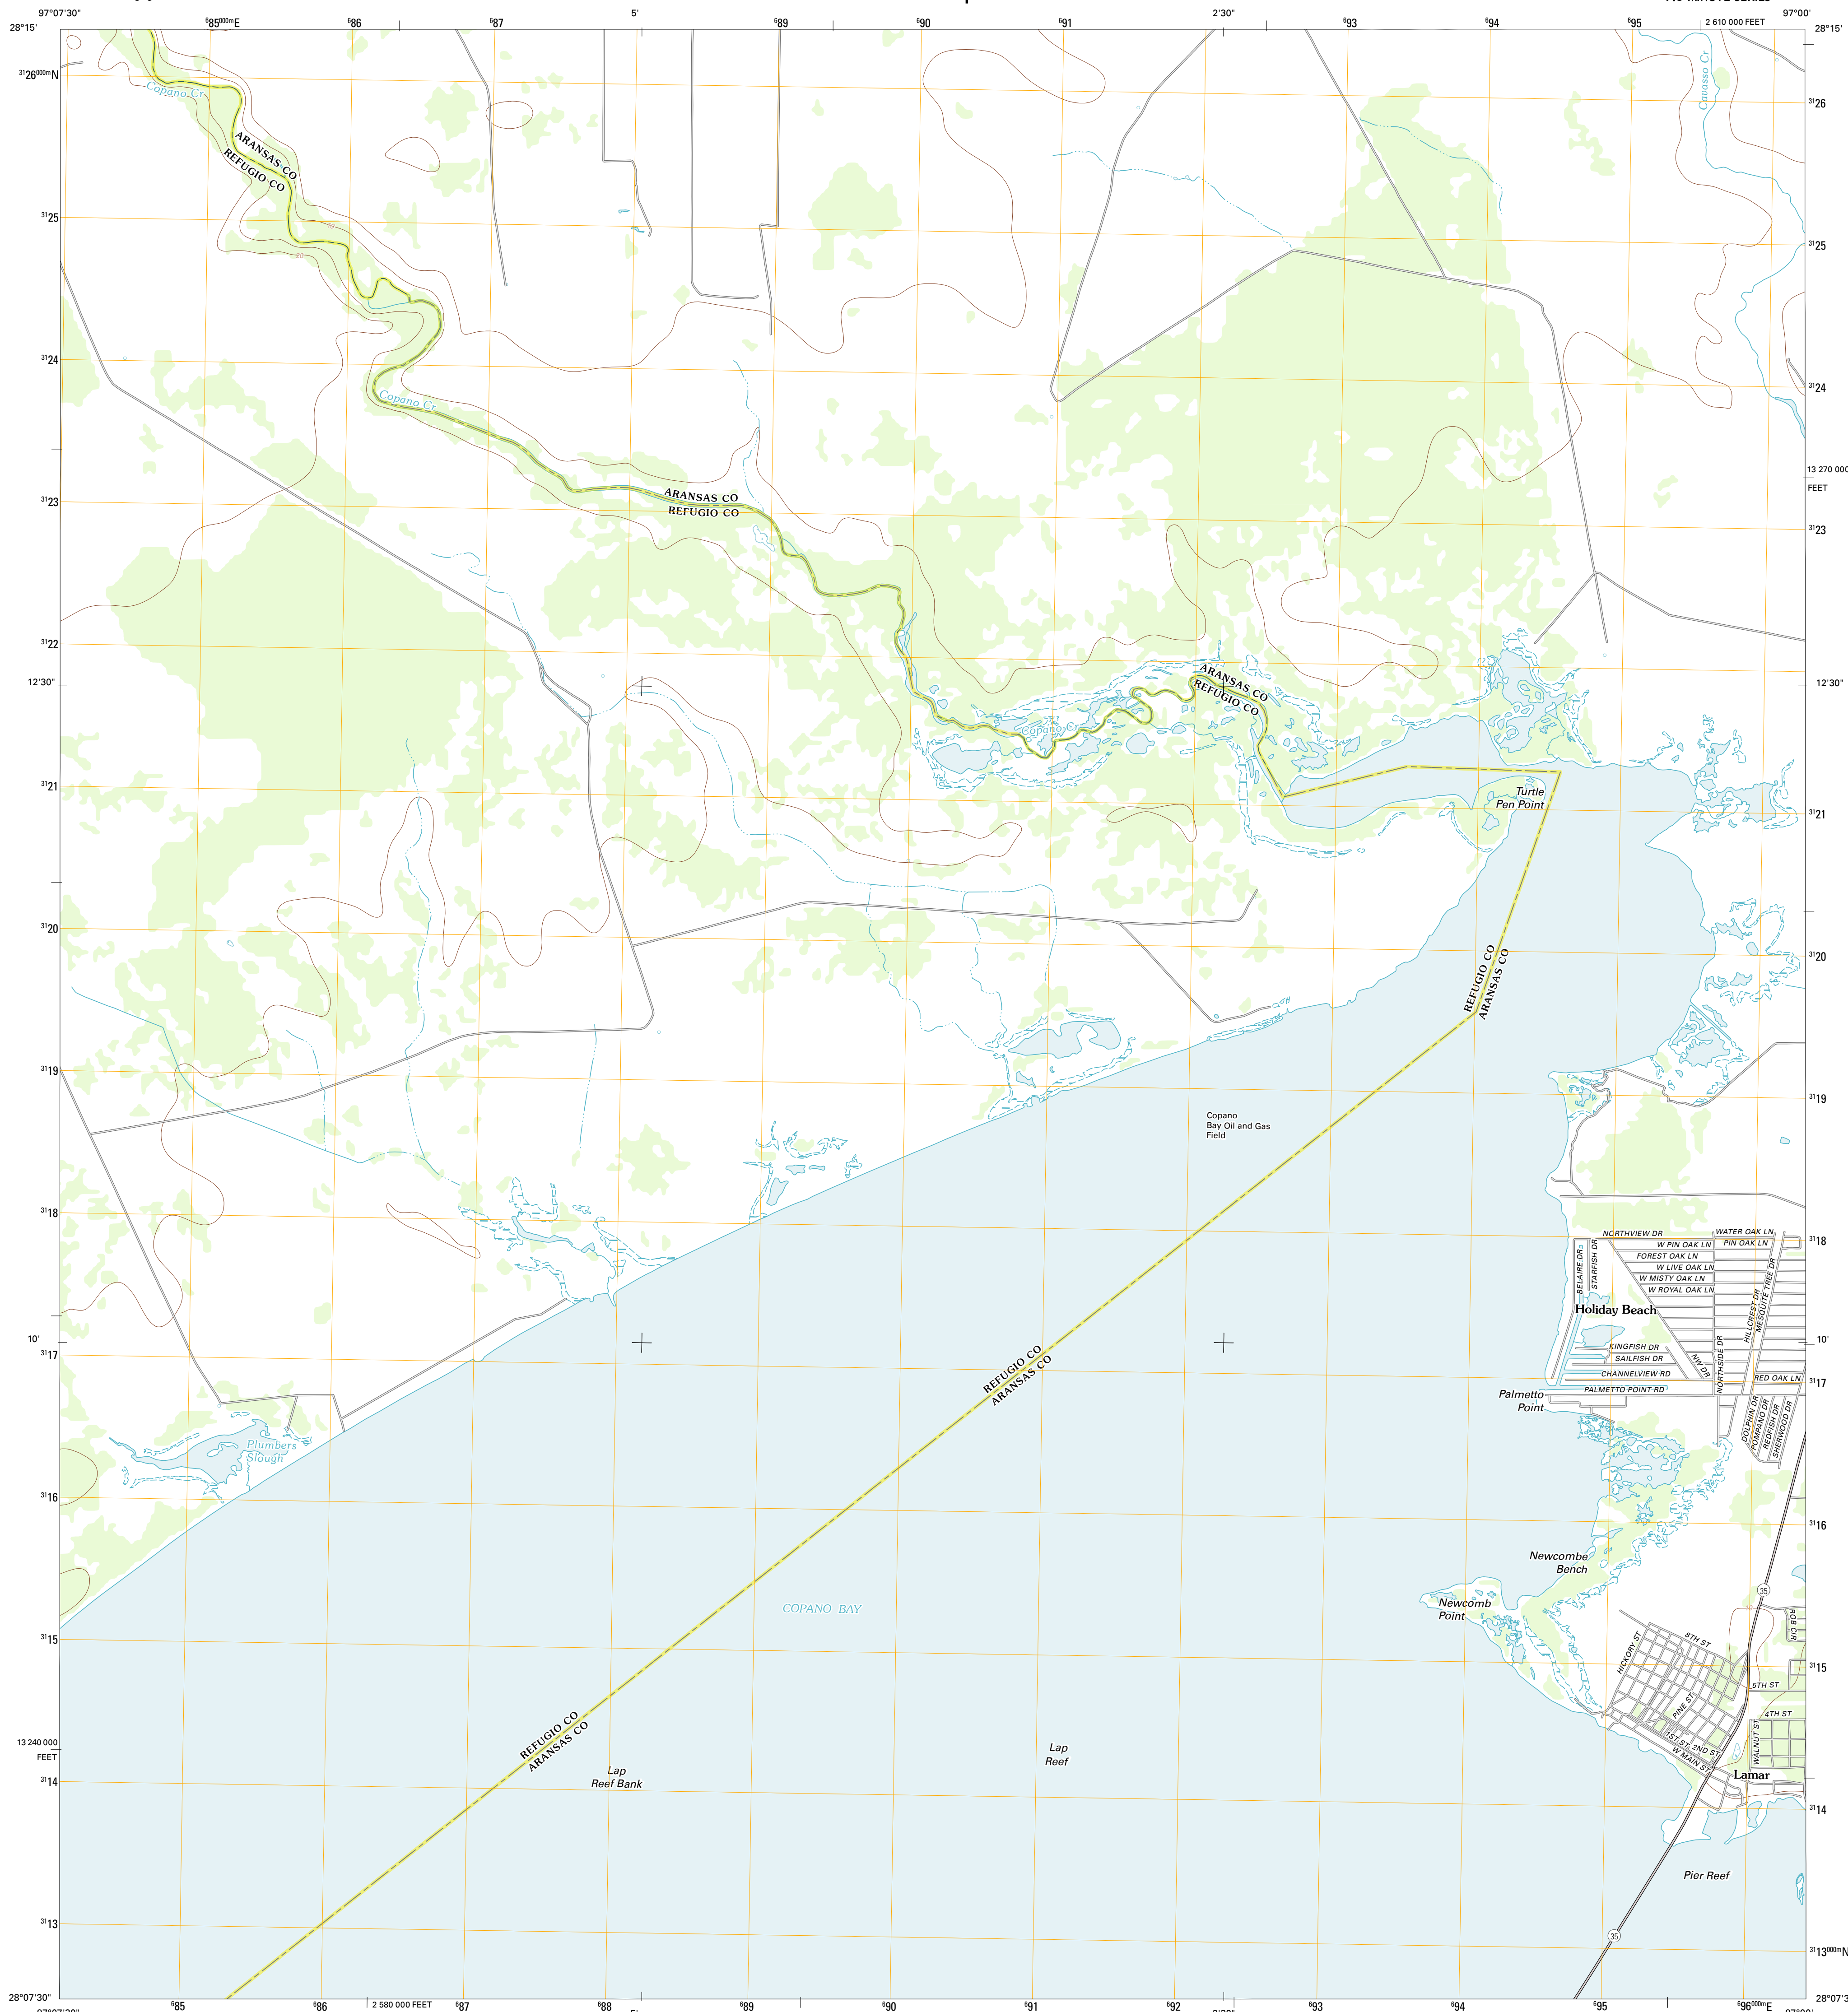 97°07'30"
⁶85⁰⁰⁰ᵐE
⁶86
⁶87
5'
⁶89
⁶90
⁶91
2'30"
⁶93
⁶94
⁶95
2 610 000 FEET
97°00'
28°15'
28°15'
³¹26⁰⁰⁰ᵐN
Copano Cr
Cavasso Cr
³¹26
ARANSAS CO
REFUGIO CO
³¹25
10
20
³¹25
³¹24
³¹24
Copano Cr
13 270 000
FEET
³¹23
ARANSAS CO
REFUGIO CO
³¹23
³¹22
³¹22
ARANSAS CO
REFUGIO CO
12'30"
12'30"
Copano Cr
³¹21
Turtle
Pen Point
³¹21
³¹20
REFUGIO CO
ARANSAS CO
³¹20
³¹19
³¹19
Copano
Bay Oil and Gas
Field
³¹18
³¹18
NORTHVIEW DR
WATER OAK LN
W PIN OAK LN
PIN OAK LN
FOREST OAK LN
W LIVE OAK LN
W MISTY OAK LN
W ROYAL OAK LN
BELAIRE DR
STARFISH DR
HILLCREST DR
MESQUITE TREE DR
Holiday Beach
10'
10'
KINGFISH DR
SAILFISH DR
CHANNELVIEW RD
NW DR
NORTHSIDE DR
RED OAK LN
³¹17
³¹17
REFUGIO CO
ARANSAS CO
PALMETTO POINT RD
Palmetto
Point
DOLPHIN DR
POMPANO DR
REDFISH DR
SHERWOOD DR
Plumbers
Slough
³¹16
³¹16
Newcombe
Bench
35
Newcomb
Point
COPANO BAY
ROB CIR
³¹15
³¹15
HICKORY ST
8TH ST
5TH ST
PINE ST
4TH ST
1ST ST
2ND ST
W MAIN ST
WALNUT ST
REFUGIO CO
ARANSAS CO
13 240 000
FEET
Lap
Reef
Lap
Reef Bank
Lamar
³¹14
³¹14
Pier Reef
³¹13
35
³¹13⁰⁰⁰ᵐN
28°07'30"
28°07'3
⁶85
⁶86
2 580 000 FEET
⁶87
⁶88
⁶89
⁶90
⁶91
⁶92
⁶93
⁶94
⁶95
⁶96⁰⁰⁰ᵐE